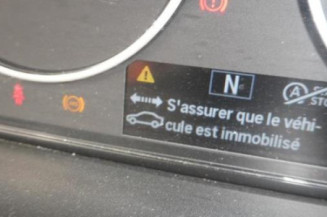 N
A
S'assurer que le véhi-
cule est immobilisé